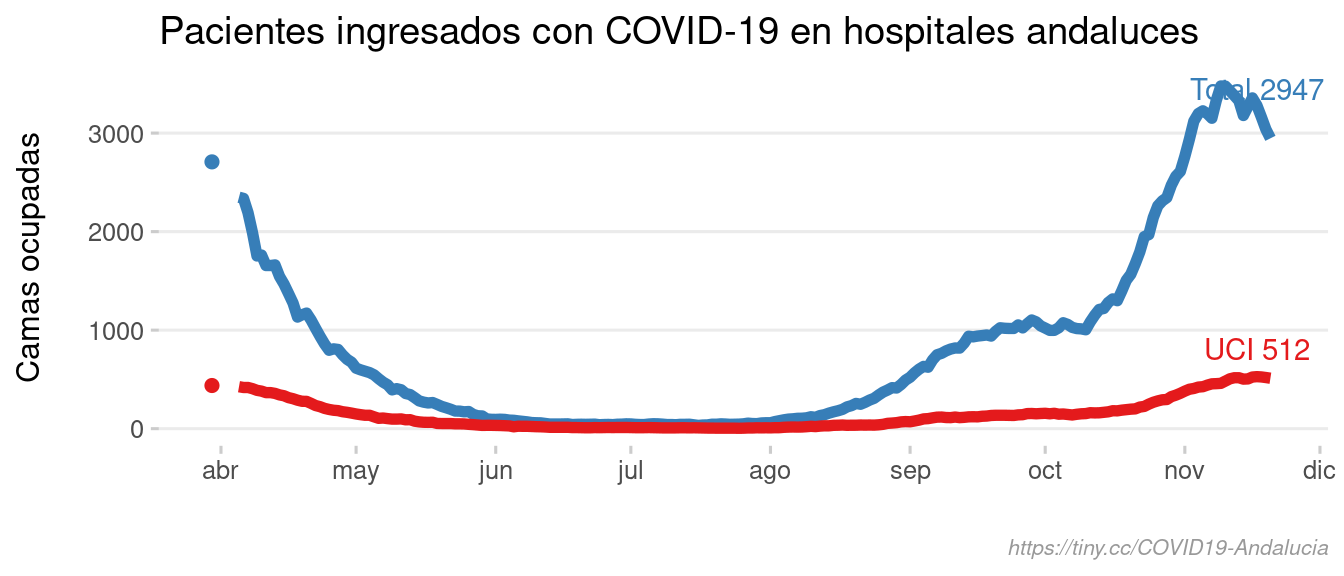 Pacientes ingresados con COVID-19 en hospitales andaluces
Total 2947
3000
2000
1000
0
Camas ocupadas
UCI 512
abr may jun jul ago sep oct nov dic
https://tiny.cc/COVID19-Andalucia